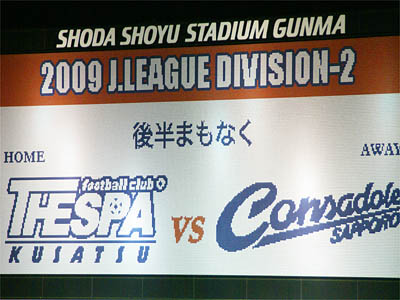 SHODA SHOYU STADIUM GUNMA
2009 J.LEAGUE DIVISION-2
後半まもなく
HOME
AWAY
football club
THESPA
KUSATSU
VS
Consadole
SAPPORO